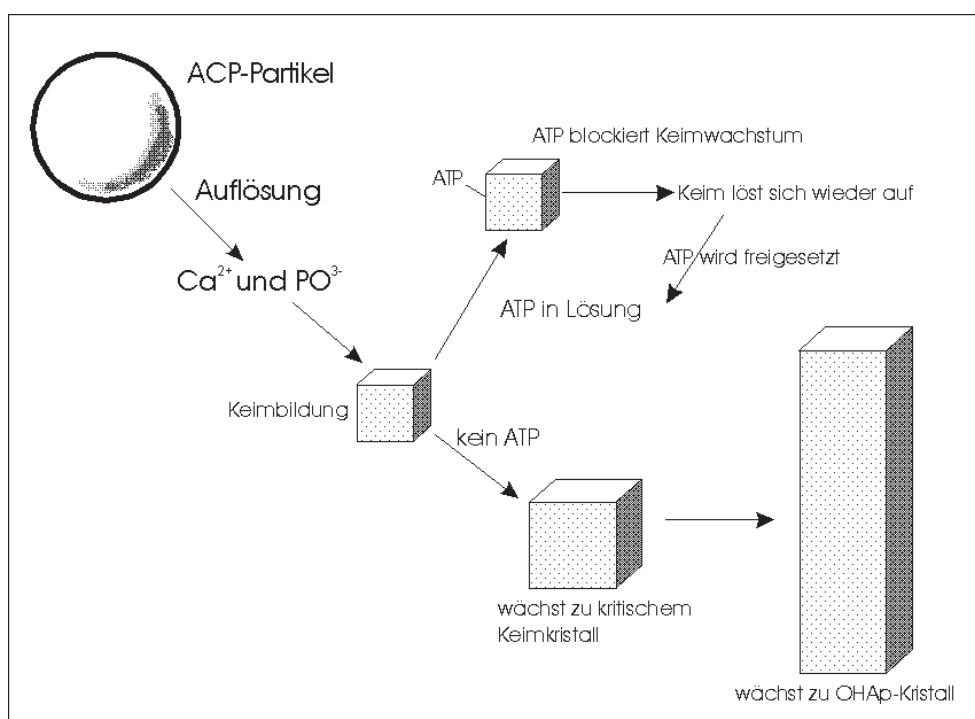 ACP-Partikel
Auflösung
Ca²⁺ und PO³⁻
Keimbildung
ATP blockiert Keimwachstum
ATP
Keim löst sich wieder auf
ATP wird freigesetzt
ATP in Lösung
kein ATP
wächst zu kritischem
Keimkristall
wächst zu OHAp-Kristall